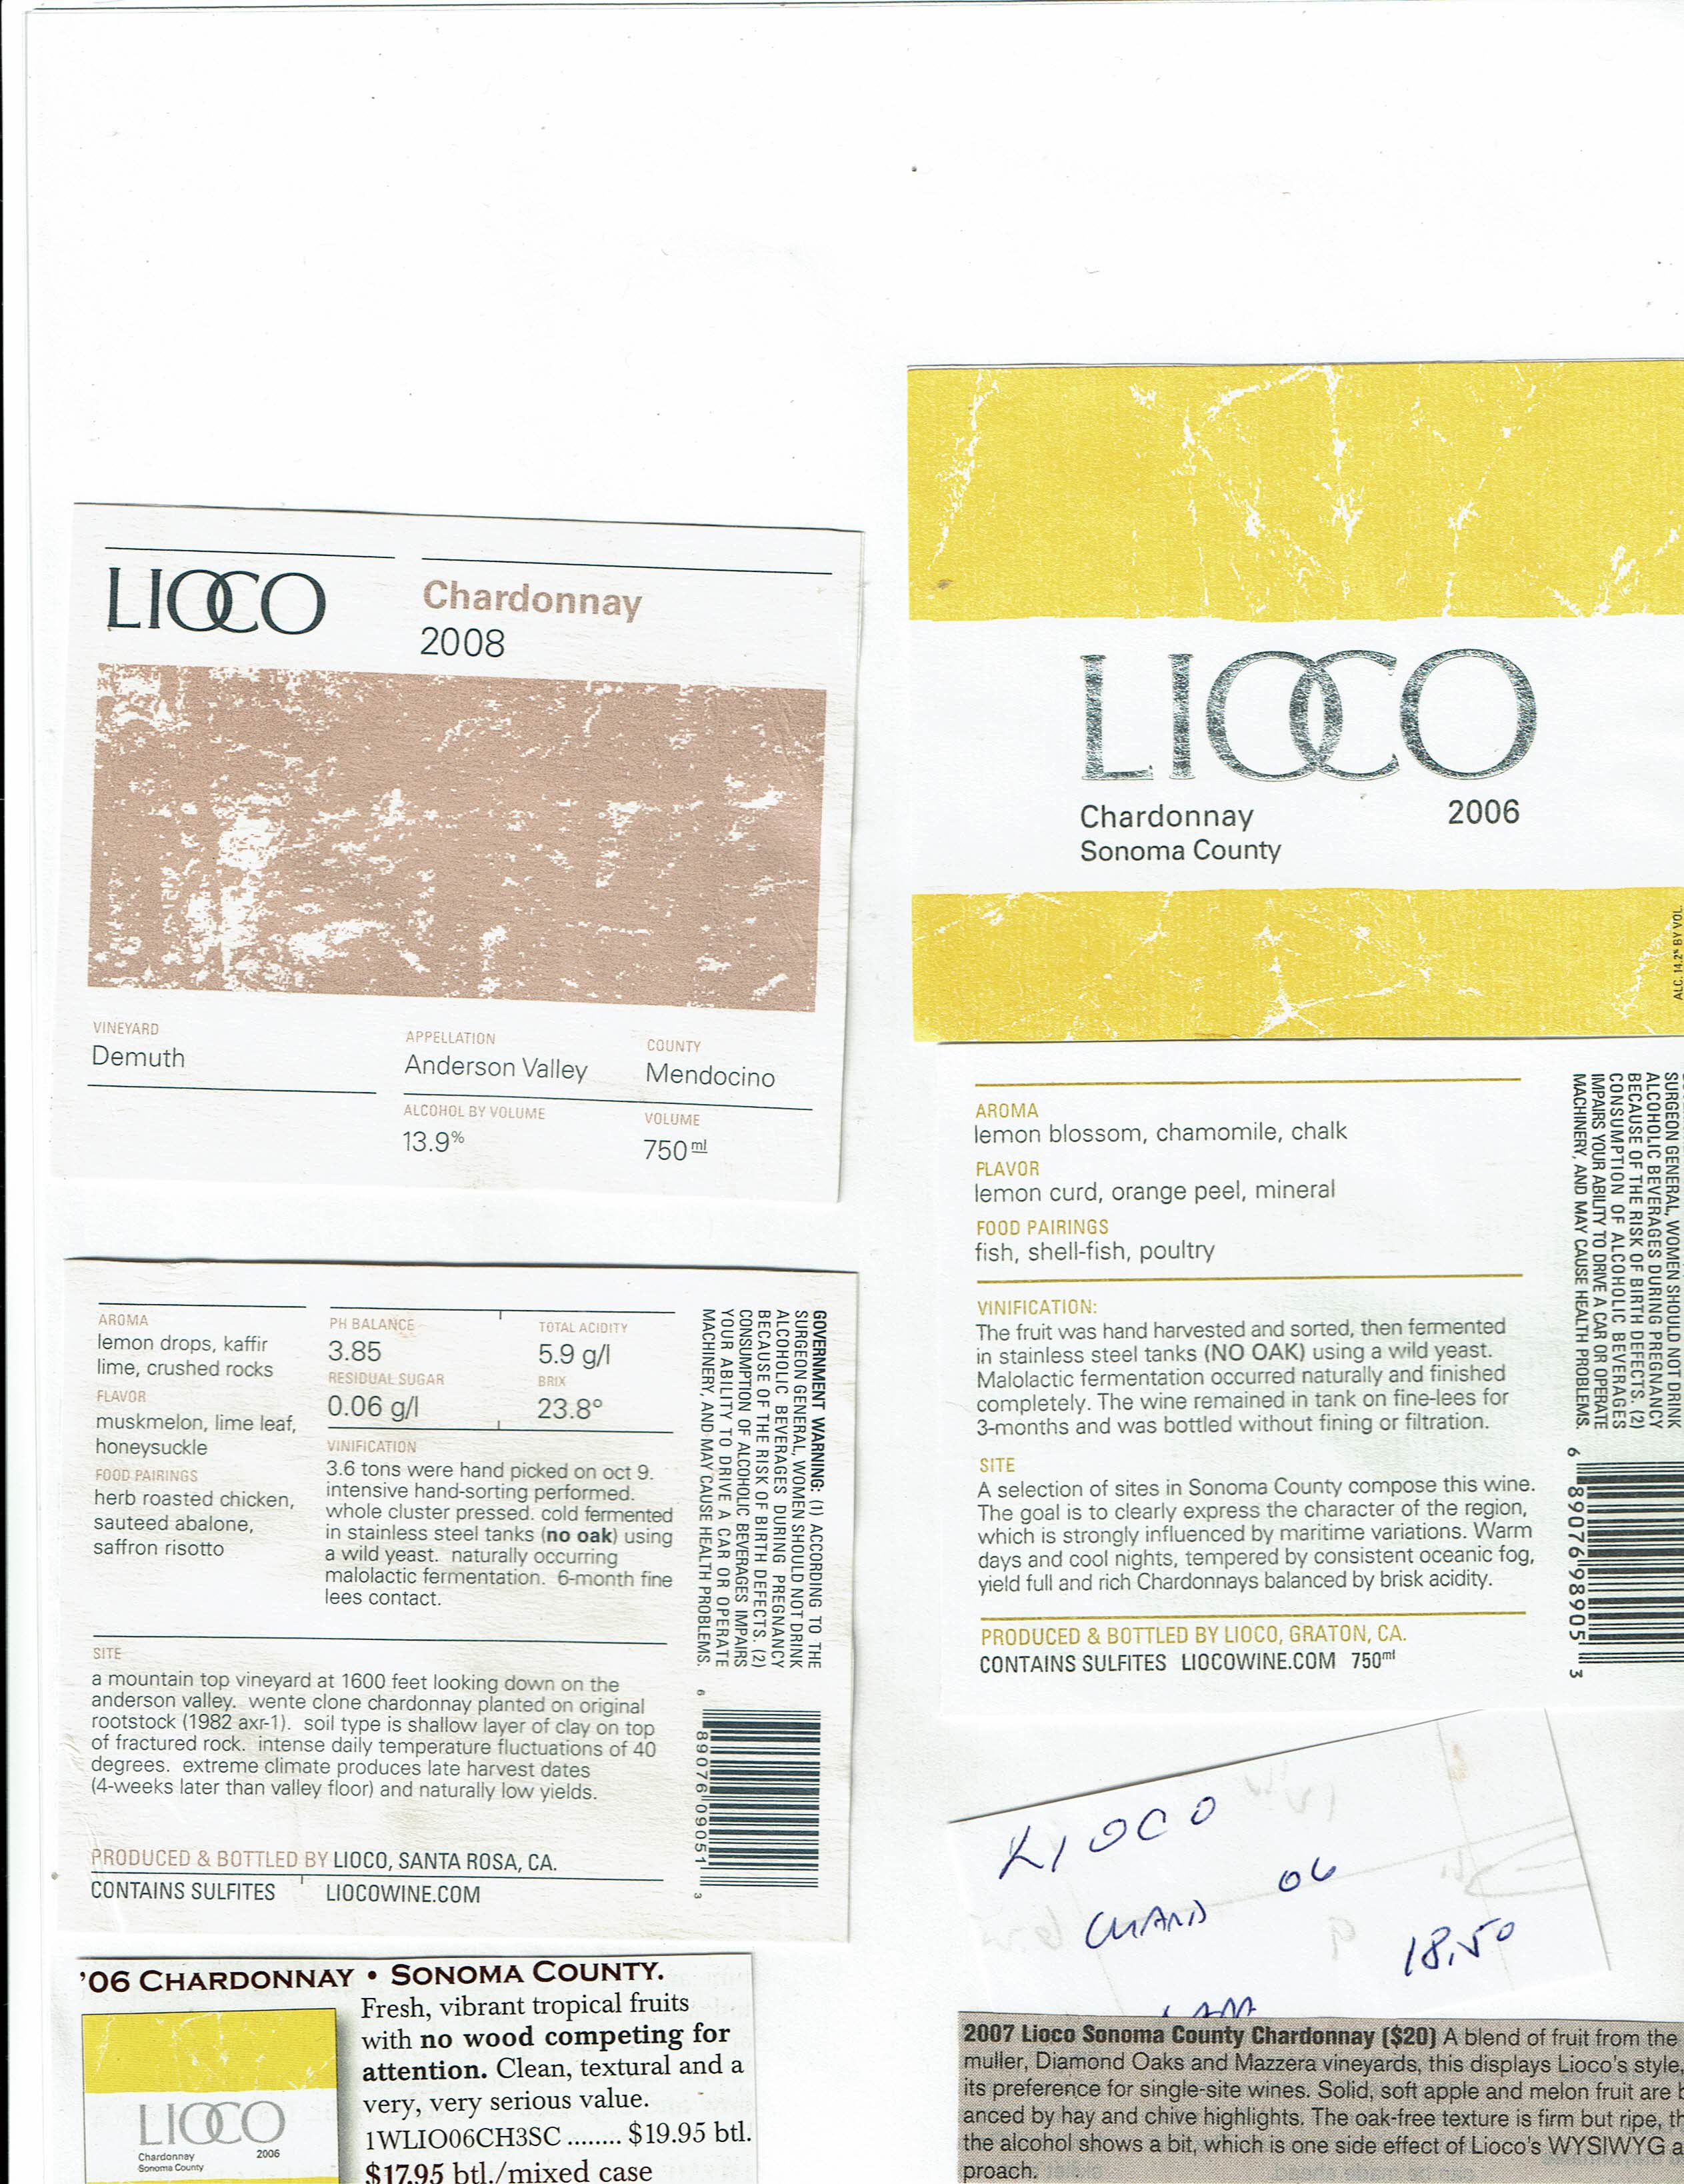 LIOCO
Chardonnay
2008
VINEYARD
Demuth
APPELLATION
Anderson Valley
COUNTY
Mendocino
ALCOHOL BY VOLUME
13.9%
VOLUME
750 ml
AROMA
lemon drops, kaffir
lime, crushed rocks
FLAVOR
muskmelon, lime leaf,
honeysuckle
FOOD PAIRINGS
herb roasted chicken,
sauteed abalone,
saffron risotto
PH BALANCE
3.85
TOTAL ACIDITY
5.9 g/l
RESIDUAL SUGAR
0.06 g/l
BRIX
23.8°
VINIFICATION
3.6 tons were hand picked on oct 9.
intensive hand-sorting performed.
whole cluster pressed. cold fermented
in stainless steel tanks (no oak) using
a wild yeast. naturally occurring
malolactic fermentation. 6-month fine
lees contact.
SITE
a mountain top vineyard at 1600 feet looking down on the
anderson valley. wente clone chardonnay planted on original
rootstock (1982 axr-1). soil type is shallow layer of clay on top
of fractured rock. intense daily temperature fluctuations of 40
degrees. extreme climate produces late harvest dates
(4-weeks later than valley floor) and naturally low yields.
PRODUCED & BOTTLED BY LIOCO, SANTA ROSA, CA.
CONTAINS SULFITES LIOCOWINE.COM
GOVERNMENT WARNING: (1) ACCORDING TO THE
SURGEON GENERAL, WOMEN SHOULD NOT DRINK
ALCOHOLIC BEVERAGES DURING PREGNANCY
BECAUSE OF THE RISK OF BIRTH DEFECTS. (2)
CONSUMPTION OF ALCOHOLIC BEVERAGES IMPAIRS
YOUR ABILITY TO DRIVE A CAR OR OPERATE
MACHINERY, AND MAY CAUSE HEALTH PROBLEMS.
6 89076 09051 3
'06 CHARDONNAY • SONOMA COUNTY.
Fresh, vibrant tropical fruits
with no wood competing for
attention. Clean, textural and a
very, very serious value.
1WLIO06CH3SC ........ $19.95 btl.
$17.95 btl./mixed case
LIOCO
Chardonnay 2006
Sonoma County
LIOCO
Chardonnay 2006
Sonoma County
ALC. 14.2% BY VOL.
AROMA
lemon blossom, chamomile, chalk
FLAVOR
lemon curd, orange peel, mineral
FOOD PAIRINGS
fish, shell-fish, poultry
VINIFICATION:
The fruit was hand harvested and sorted, then fermented
in stainless steel tanks (NO OAK) using a wild yeast.
Malolactic fermentation occurred naturally and finished
completely. The wine remained in tank on fine-lees for
3-months and was bottled without fining or filtration.
SITE
A selection of sites in Sonoma County compose this wine.
The goal is to clearly express the character of the region,
which is strongly influenced by maritime variations. Warm
days and cool nights, tempered by consistent oceanic fog,
yield full and rich Chardonnays balanced by brisk acidity.
PRODUCED & BOTTLED BY LIOCO, GRATON, CA.
CONTAINS SULFITES LIOCOWINE.COM 750ml
SURGEON GENERAL, WOMEN SHOULD NOT DRINK
ALCOHOLIC BEVERAGES DURING PREGNANCY
BECAUSE OF THE RISK OF BIRTH DEFECTS. (2)
CONSUMPTION OF ALCOHOLIC BEVERAGES
IMPAIRS YOUR ABILITY TO DRIVE A CAR OR OPERATE
MACHINERY, AND MAY CAUSE HEALTH PROBLEMS.
6 89076 98905 3
LIOCO
CHARD 06
18.50
2007 Lioco Sonoma County Chardonnay ($20) A blend of fruit from the
muller, Diamond Oaks and Mazzera vineyards, this displays Lioco's style,
its preference for single-site wines. Solid, soft apple and melon fruit are b
anced by hay and chive highlights. The oak-free texture is firm but ripe, th
the alcohol shows a bit, which is one side effect of Lioco's WYSIWYG a
proach.